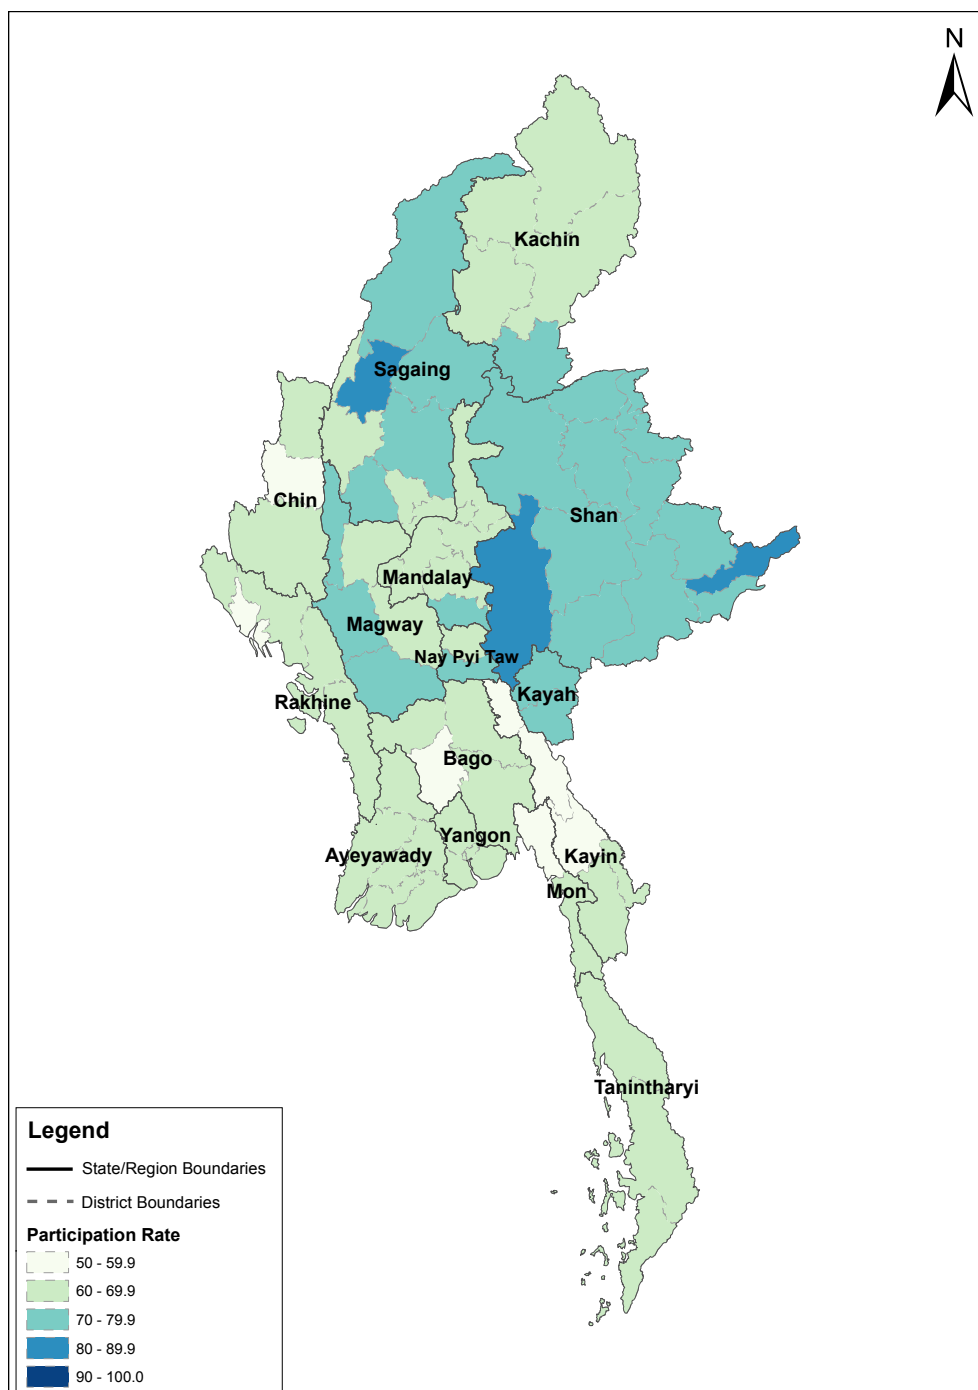 N
Kachin
Sagaing
Chin
Shan
Mandalay
Magway
Nay Pyi Taw
Kayah
Rakhine
Bago
Yangon
Ayeyawady
Kayin
Mon
Tanintharyi
Legend
State/Region Boundaries
District Boundaries
Participation Rate
50 - 59.9
60 - 69.9
70 - 79.9
80 - 89.9
90 - 100.0